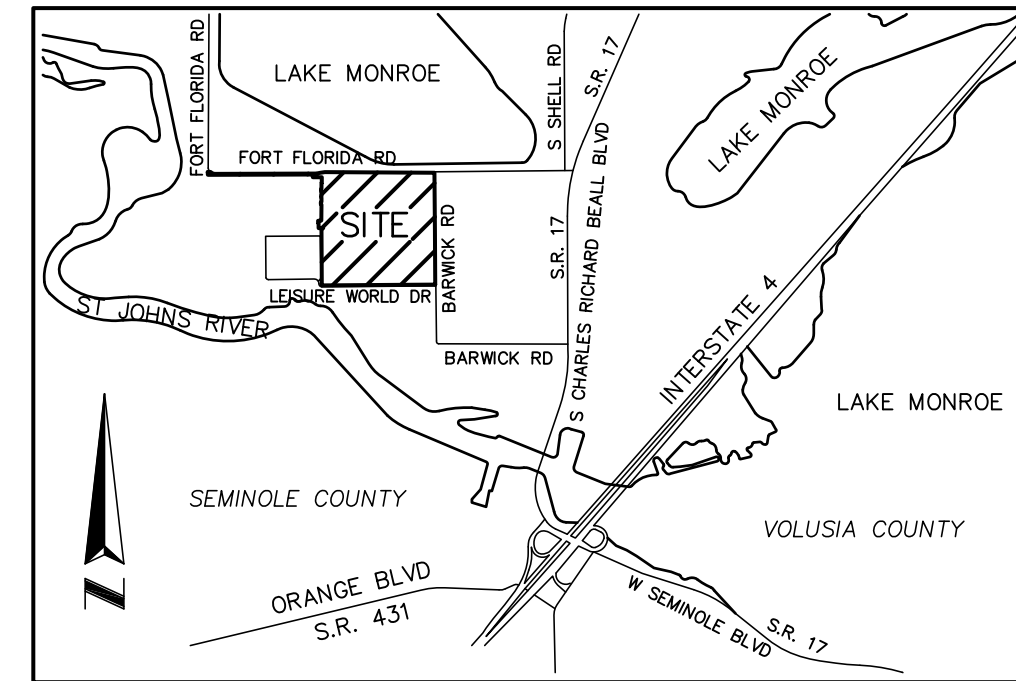 FORT FLORIDA RD
LAKE MONROE
S SHELL RD
S.R. 17
LAKE MONROE
FORT FLORIDA RD
SITE
BARWICK RD
S.R. 17
S CHARLES RICHARD BEALL BLVD
LEISURE WORLD DR
ST JOHNS RIVER
BARWICK RD
INTERSTATE 4
LAKE MONROE
SEMINOLE COUNTY
VOLUSIA COUNTY
ORANGE BLVD
S.R. 431
W SEMINOLE BLVD
S.R. 17
N